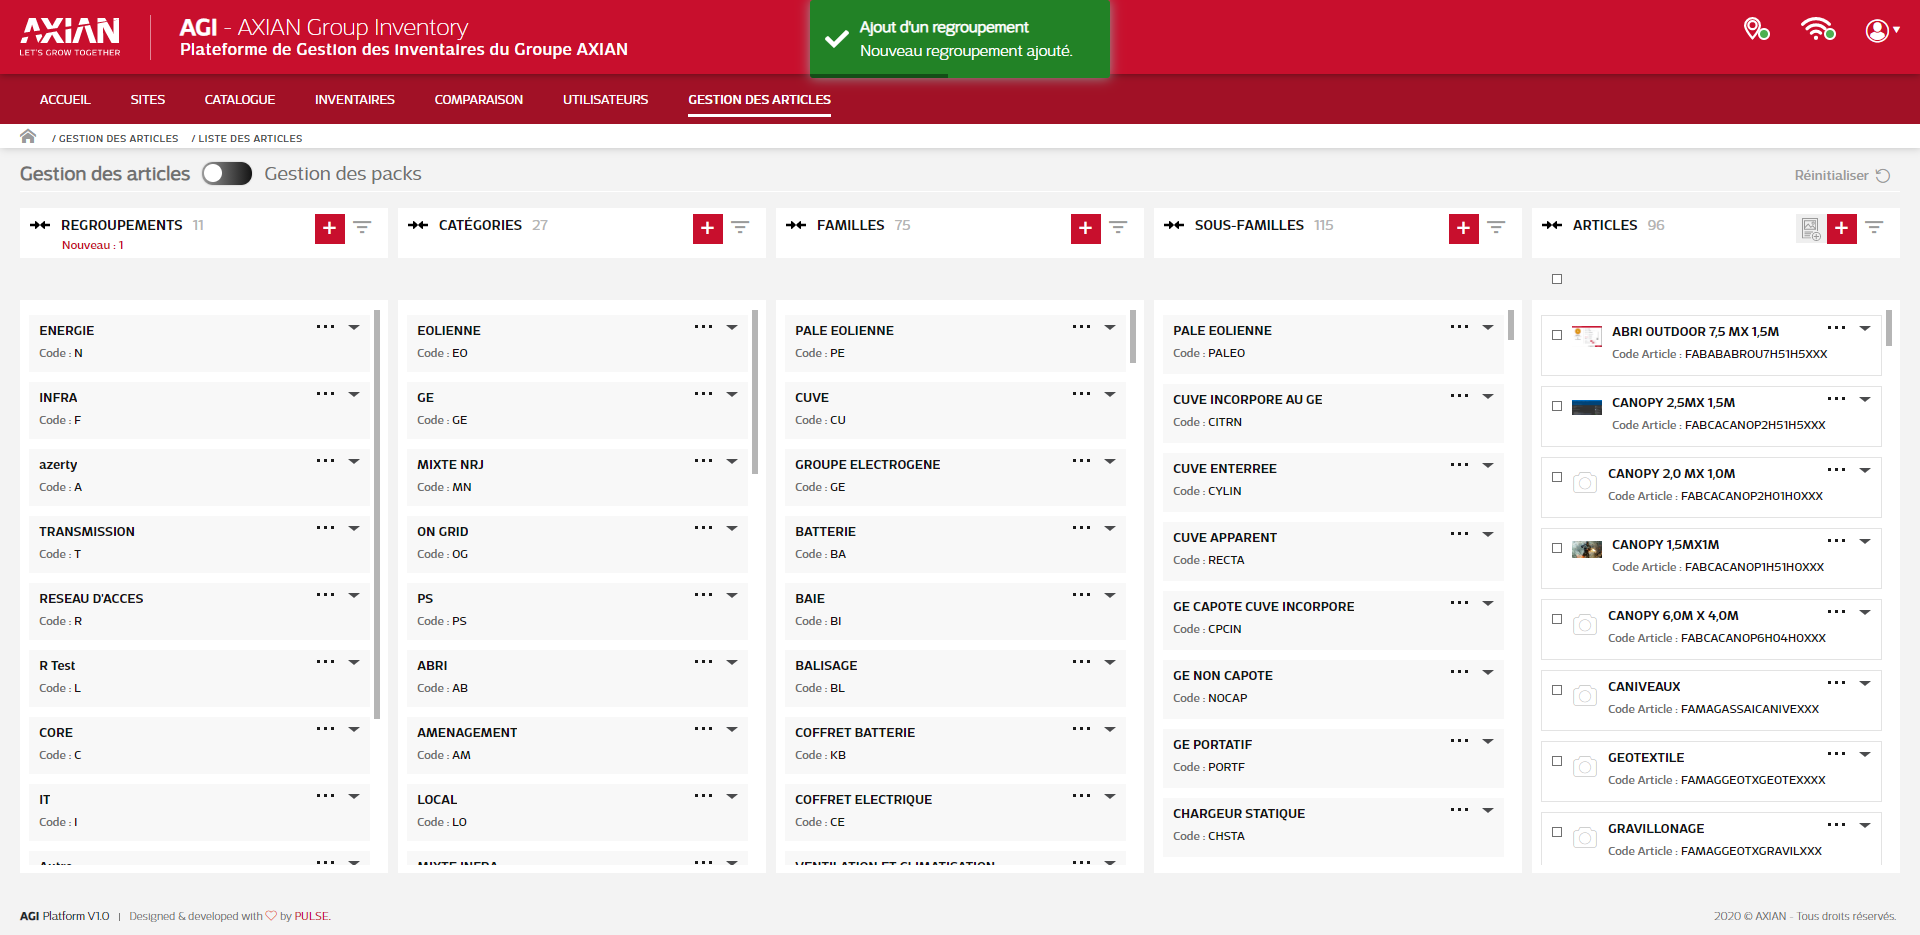 AXIAN
LET'S GROW TOGETHER
AGI - AXIAN Group Inventory
Plateforme de Gestion des Inventaires du Groupe AXIAN
Ajout d'un regroupement
Nouveau regroupement ajouté.
ACCUEIL
SITES
CATALOGUE
INVENTAIRES
COMPARAISON
UTILISATEURS
GESTION DES ARTICLES
/ GESTION DES ARTICLES / LISTE DES ARTICLES
Gestion des articles
Gestion des packs
Réinitialiser
REGROUPEMENTS 11
Nouveau : 1
ENERGIE
Code : N
INFRA
Code : F
azerty
Code : A
TRANSMISSION
Code : T
RESEAU D'ACCES
Code : R
R Test
Code : L
CORE
Code : C
IT
Code : I
Autre
CATÉGORIES 27
EOLIENNE
Code : EO
GE
Code : GE
MIXTE NRJ
Code : MN
ON GRID
Code : OG
PS
Code : PS
ABRI
Code : AB
AMENAGEMENT
Code : AM
LOCAL
Code : LO
MIXTE INFRA
FAMILLES 75
PALE EOLIENNE
Code : PE
CUVE
Code : CU
GROUPE ELECTROGENE
Code : GE
BATTERIE
Code : BA
BAIE
Code : BI
BALISAGE
Code : BL
COFFRET BATTERIE
Code : KB
COFFRET ELECTRIQUE
Code : CE
VENTILATION ET CLIMATISATION
SOUS-FAMILLES 115
PALE EOLIENNE
Code : PALEO
CUVE INCORPORE AU GE
Code : CITRN
CUVE ENTERREE
Code : CYLIN
CUVE APPARENT
Code : RECTA
GE CAPOTE CUVE INCORPORE
Code : CPCIN
GE NON CAPOTE
Code : NOCAP
GE PORTATIF
Code : PORTF
CHARGEUR STATIQUE
Code : CHSTA
ARTICLES 96
ABRI OUTDOOR 7,5 MX 1,5M
Code Article : FABABABROU7H51H5XXX
CANOPY 2,5MX 1,5M
Code Article : FABCACANOP2H51H5XXX
CANOPY 2,0 MX 1,0M
Code Article : FABCACANOP2H01H0XXX
CANOPY 1,5MX1M
Code Article : FABCACANOP1H51H0XXX
CANOPY 6,0M X 4,0M
Code Article : FABCACANOP6H04H0XXX
CANIVEAUX
Code Article : FAMAGASSAICANIVEXXX
GEOTEXTILE
Code Article : FAMAGGEOTXGEOTEXXXX
GRAVILLONAGE
Code Article : FAMAGGEOTXGRAVILXXX
AGI Platform V1.0 | Designed & developed with ♡ by PULSE.
2020 © AXIAN - Tous droits réservés.